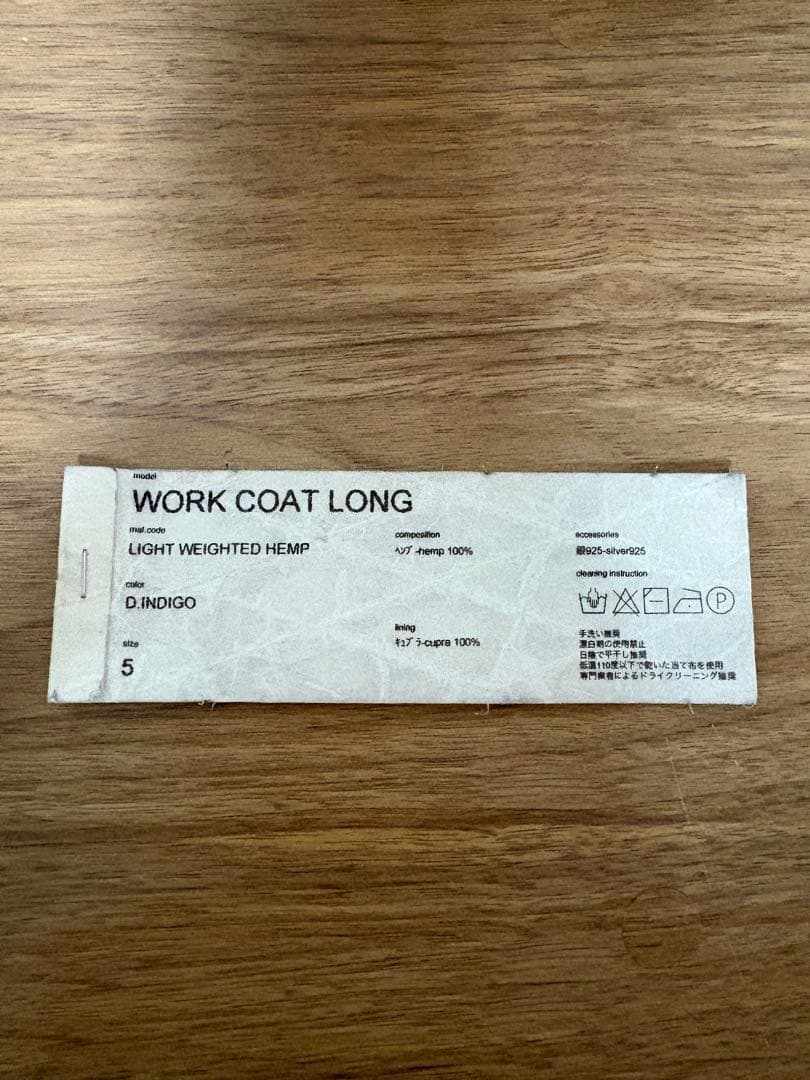 model
WORK COAT LONG
mat.code
LIGHT WEIGHTED HEMP
color
D.INDIGO
size
5
composition
ヘンプ-hemp 100%
lining
キュプラ-cupra 100%
accessories
銀925-silver925
cleaning instruction
P
手洗い推奨
漂白剤の使用禁止
日陰で平干し推奨
低温110度以下で乾いた当て布を使用
専門業者によるドライクリーニング推奨